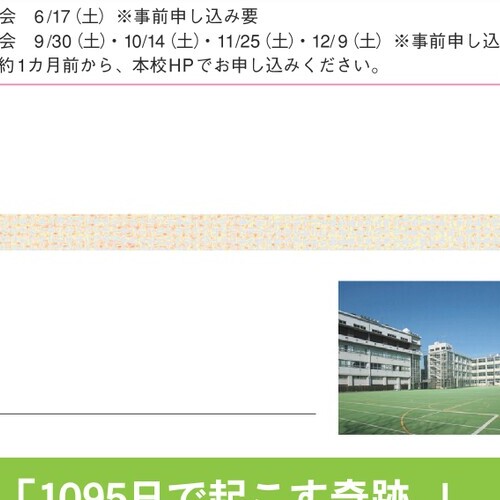 会 6/17（土）※事前申し込み要
会 9/30（土）・10/14（土）・11/25（土）・12/9（土）※事前申し込
約1カ月前から、本校HPでお申し込みください。
「1095日で起こす奇跡。」